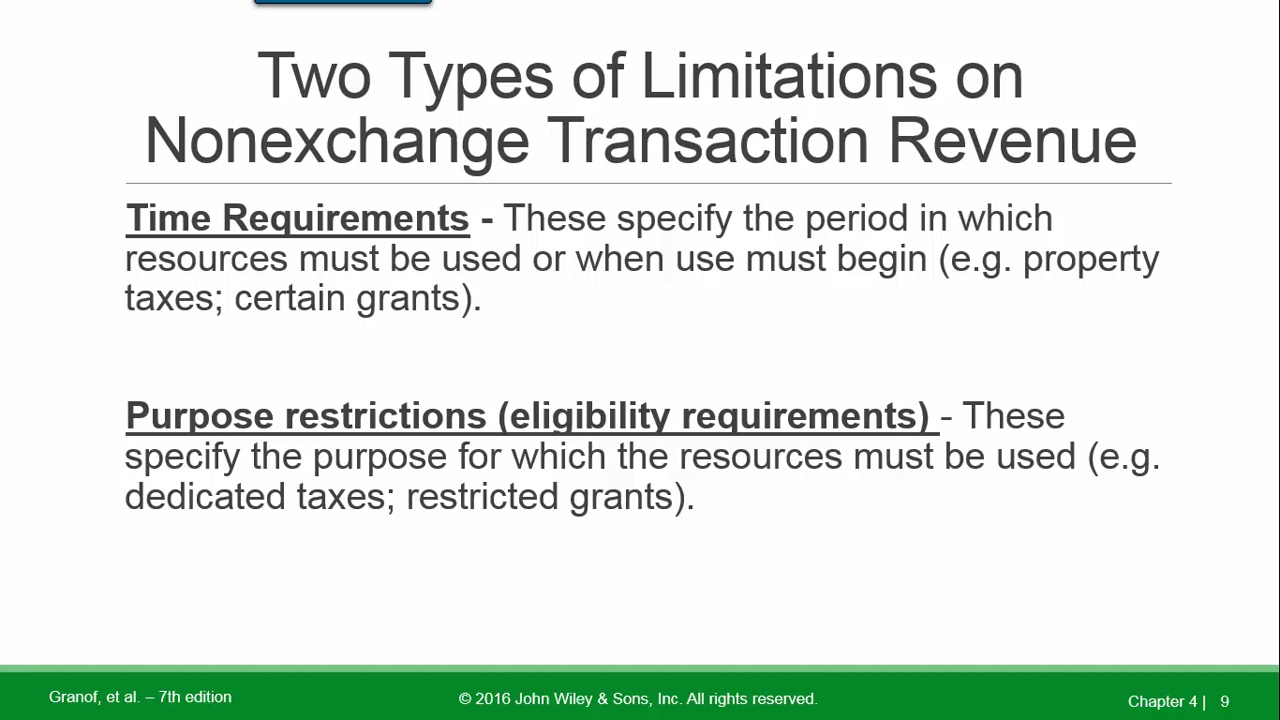 Two Types of Limitations on
Nonexchange Transaction Revenue
Time Requirements - These specify the period in which
resources must be used or when use must begin (e.g. property
taxes; certain grants).
Purpose restrictions (eligibility requirements) - These
specify the purpose for which the resources must be used (e.g.
dedicated taxes; restricted grants).
Granof, et al. – 7th edition
© 2016 John Wiley & Sons, Inc. All rights reserved.
Chapter 4 | 9